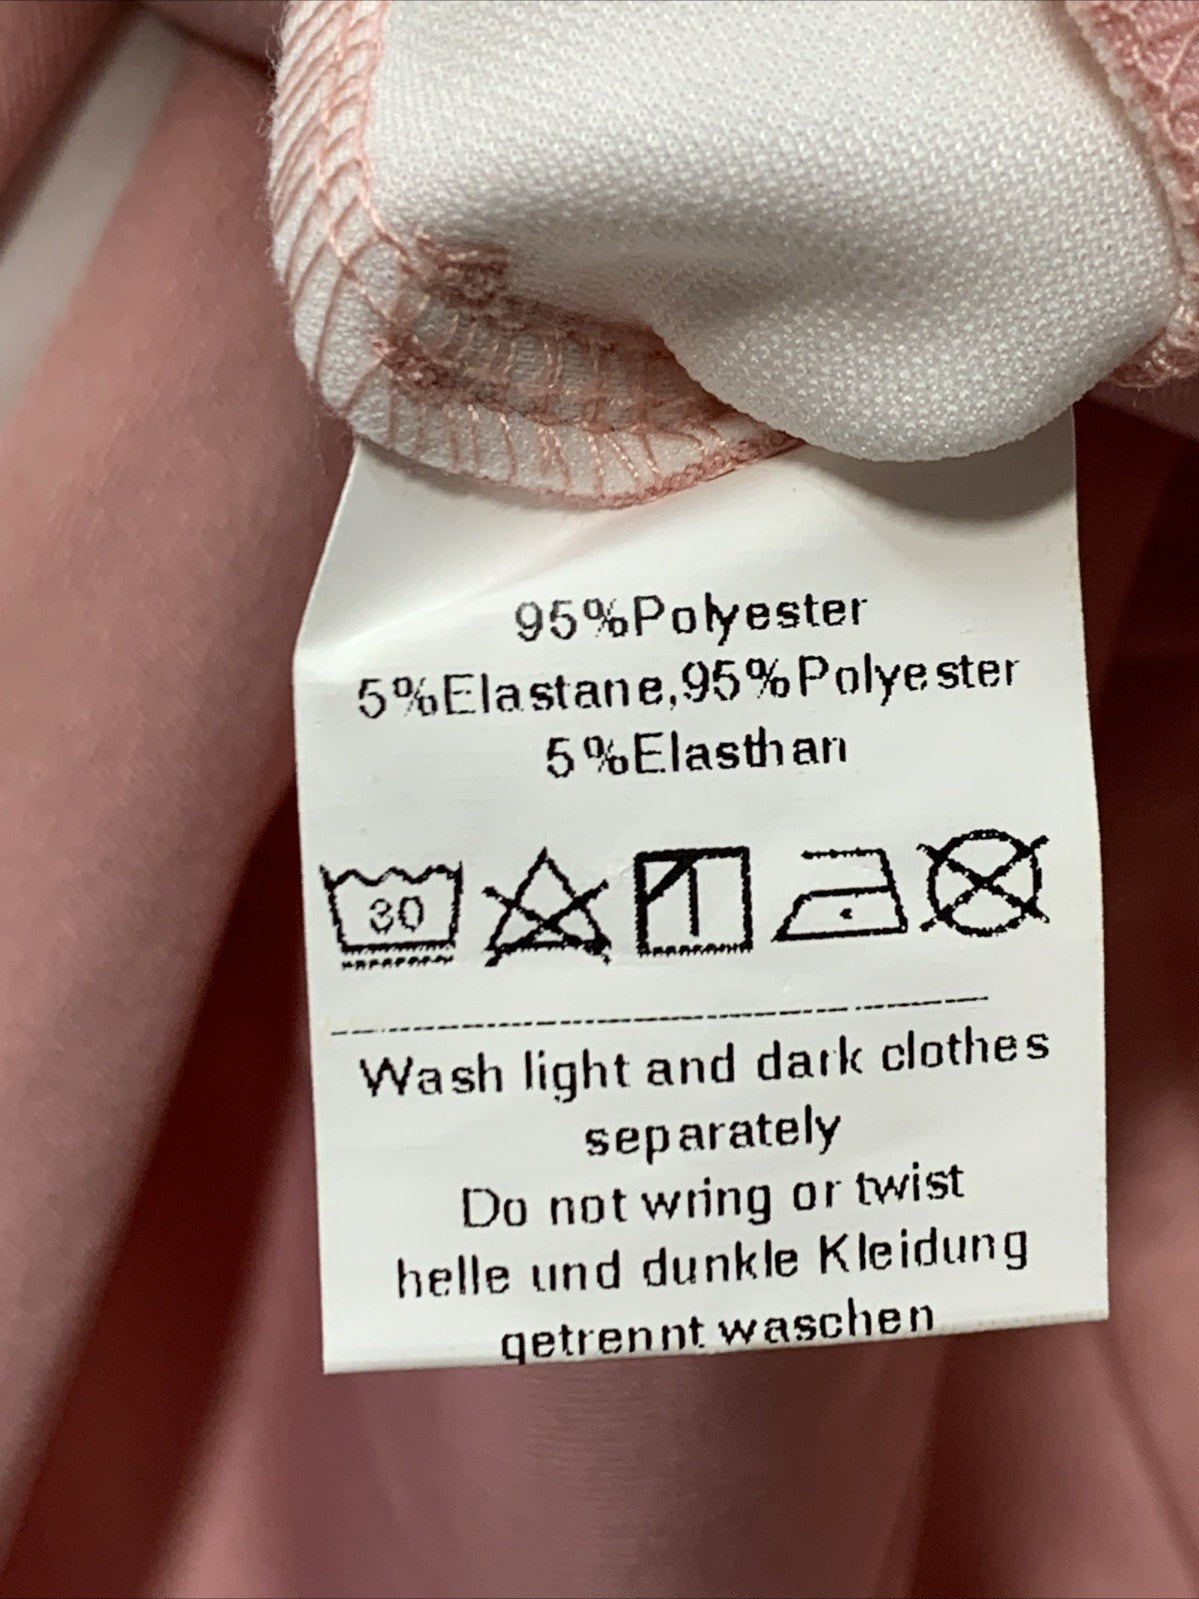 95%Polyester
5%Elastane,95%Polyester
5%Elasthan
30
Wash light and dark clothes
separately
Do not wring or twist
helle und dunkle Kleidung
getrennt waschen